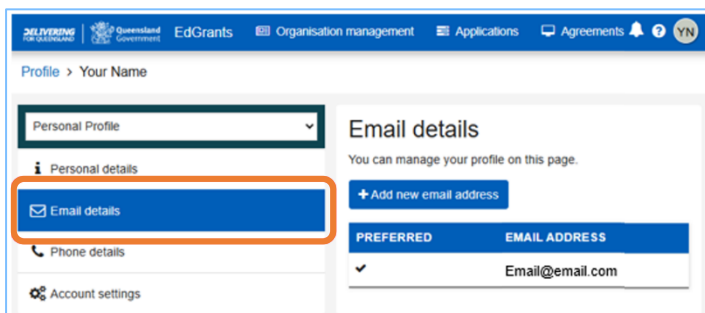 DELIVERING FOR QUEENSLAND Queensland Government EdGrants Organisation management Applications Agreements ? YN
Profile > Your Name
Personal Profile
Personal details
Email details
Phone details
Account settings
Email details
You can manage your profile on this page.
+ Add new email address
PREFERRED EMAIL ADDRESS
Email@email.com